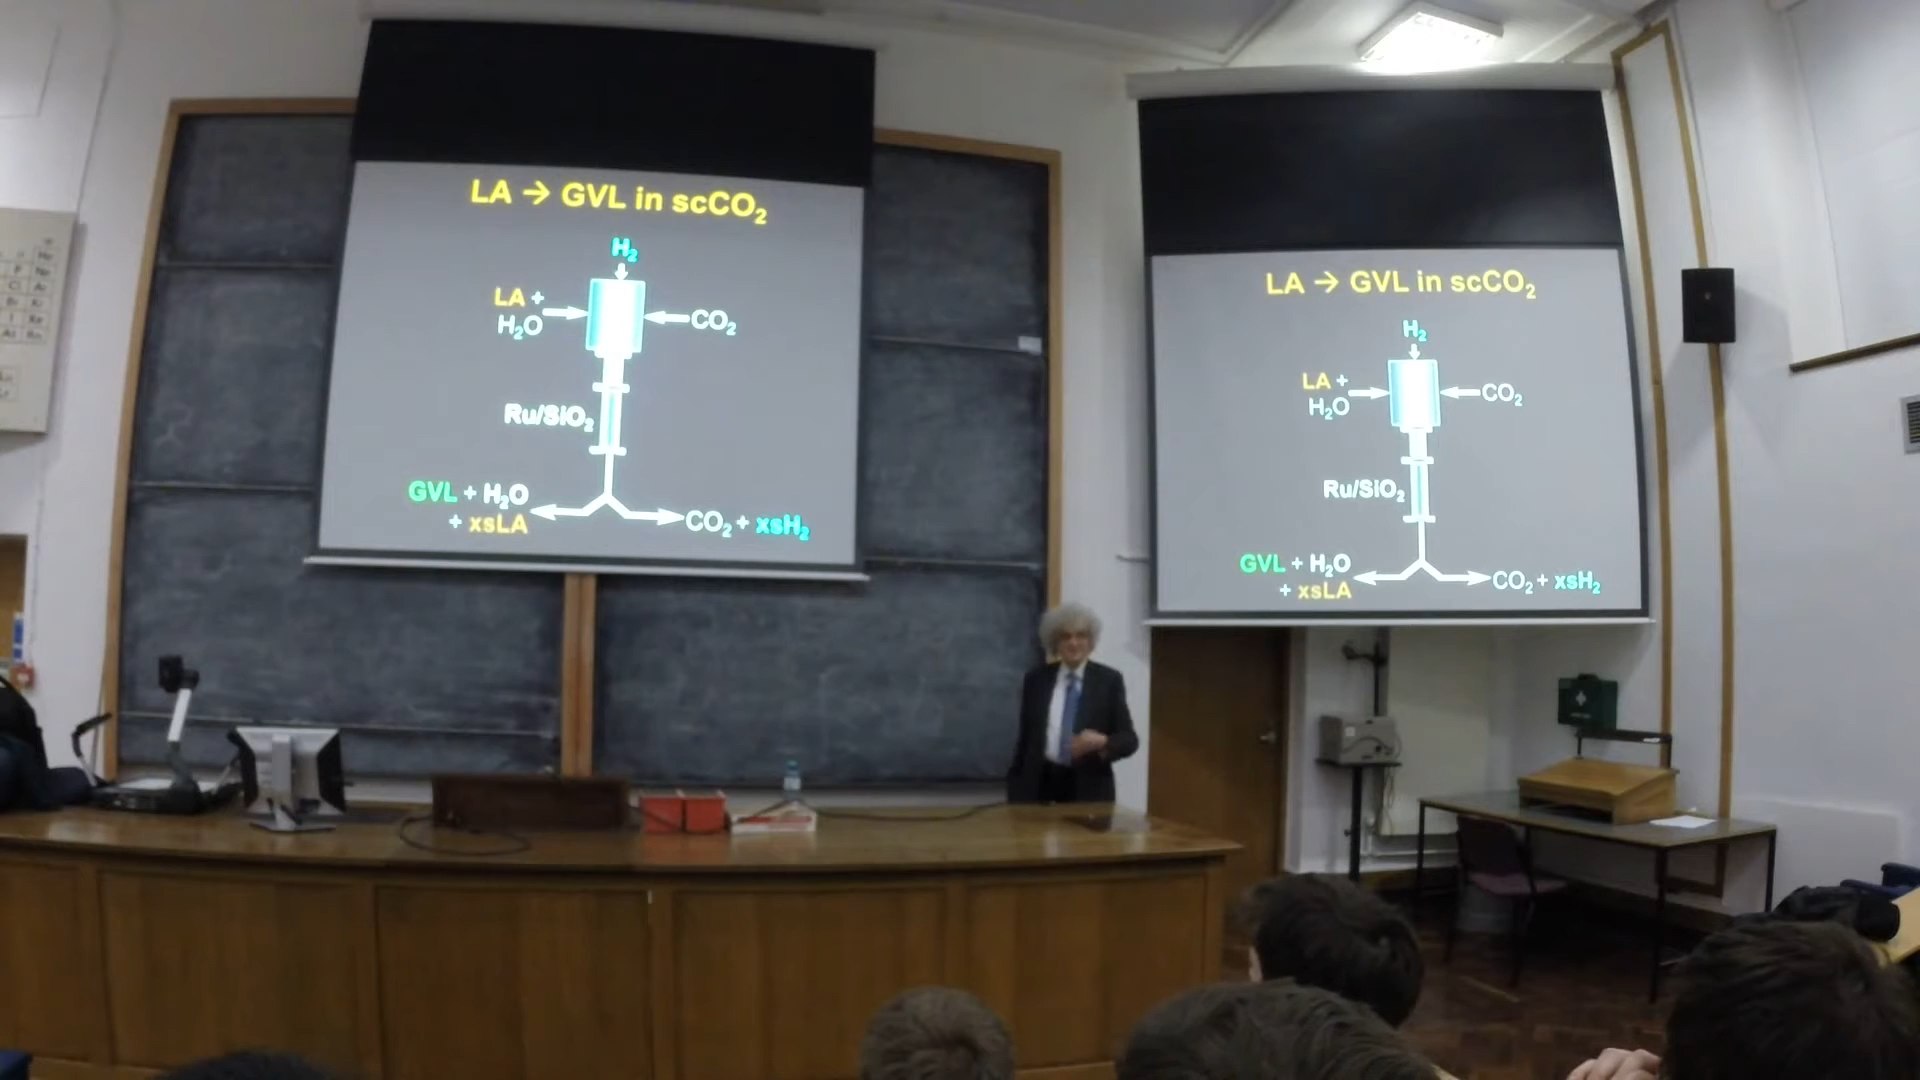 LA → GVL in scCO₂
H₂
LA +
H₂O
CO₂
Ru/SiO₂
GVL + H₂O
+ xsLA
CO₂ + xsH₂
LA → GVL in scCO₂
H₂
LA +
H₂O
CO₂
Ru/SiO₂
GVL + H₂O
+ xsLA
CO₂ + xsH₂